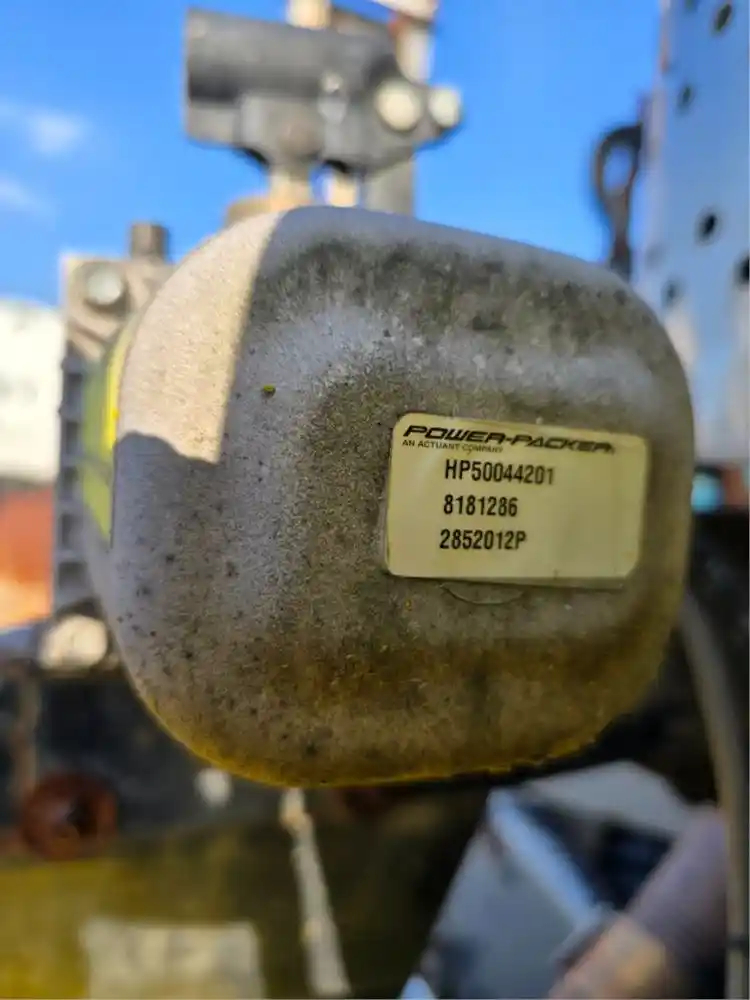 POWER-PACKER
AN ACTUANT COMPANY
HP50044201
8181286
2852012P